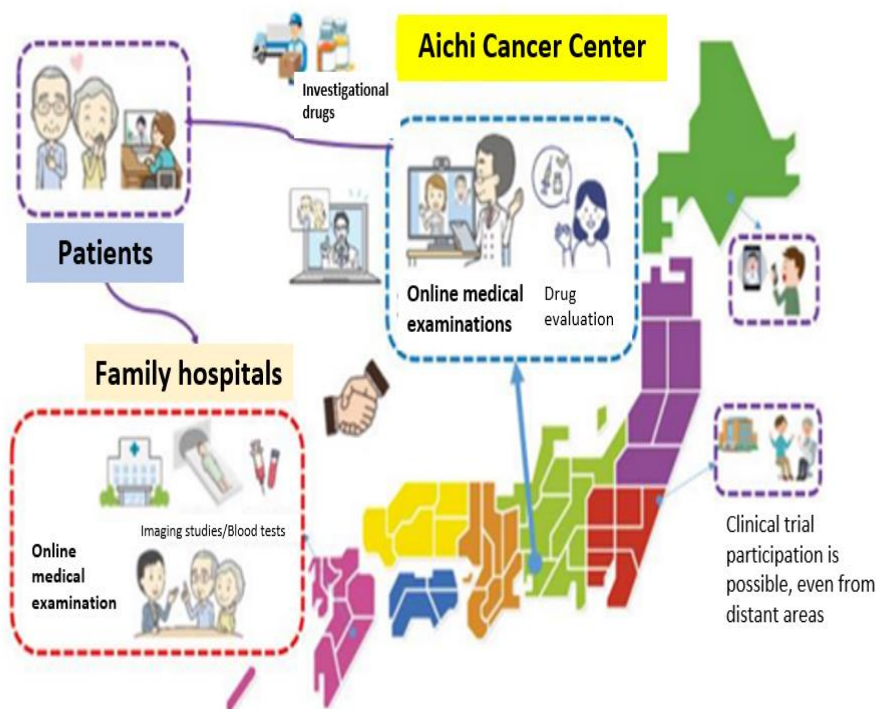 Aichi Cancer Center
Investigational
drugs
Patients
Online medical
examinations
Drug
evaluation
Family hospitals
Imaging studies/Blood tests
Online
medical
examination
Clinical trial
participation is
possible, even from
distant areas